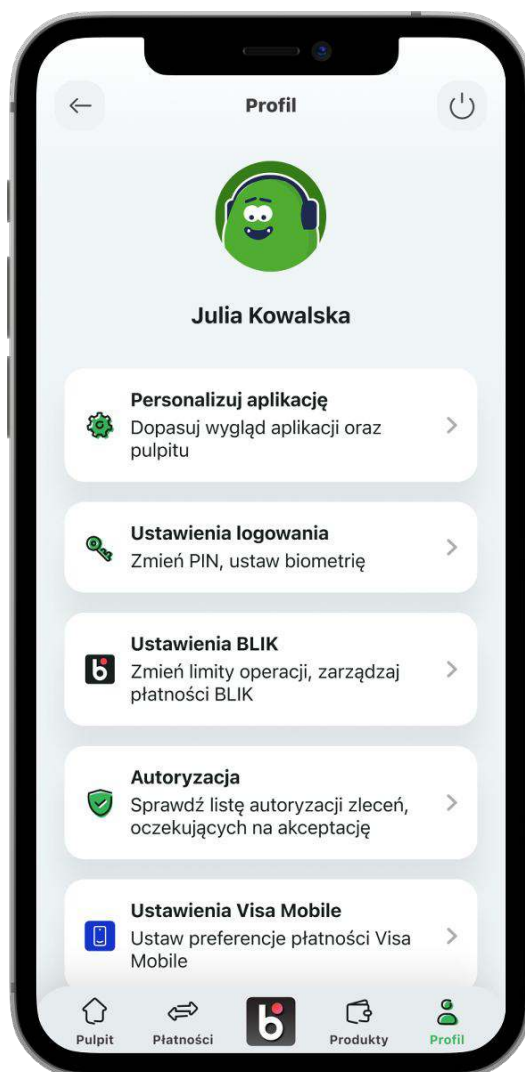 Profil
Julia Kowalska
Personalizuj aplikację
Dopasuj wygląd aplikacji oraz
pulpitu
Ustawienia logowania
Zmień PIN, ustaw biometrię
Ustawienia BLIK
Zmień limity operacji, zarządzaj
płatności BLIK
Autoryzacja
Sprawdź listę autoryzacji zleceń,
oczekujących na akceptację
Ustawienia Visa Mobile
Ustaw preferencje płatności Visa
Mobile
Pulpit Płatności Produkty Profil